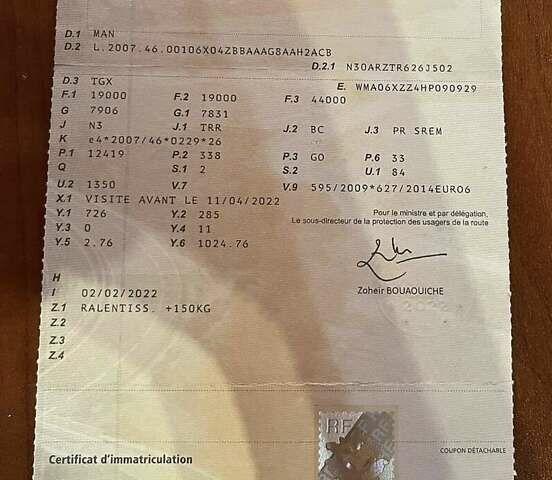 D.1 MAN
D.2 L.2007.46.00106X04ZBBAAAG8AAH2ACB
D.2.1 N30ARZTR626J502
E. WMA06XZZ4HP090929
D.3 TGX
F.1 19000 F.2 19000 F.3 44000
G 7906 G.1 7831
J N3 J.1 TRR J.2 BC J.3 PR SREM
K e4*2007/46*0229*26
P.1 12419 P.2 338 P.3 GO P.6 33
Q S.1 2 S.2 U.1 84
U.2 1350 V.7 V.9 595/2009*627/2014EURO6
X.1 VISITE AVANT LE 11/04/2022
Y.1 726 Y.2 285
Y.3 0 Y.4 11
Y.5 2.76 Y.6 1024.76
Pour le ministre et par délégation,
Le sous-directeur de la protection des usagers de la route
Zoheir BOUAOUICHE
H
I 02/02/2022
Z.1 RALENTISS. +150KG
Z.2
Z.3
Z.4
RF
COUPON DÉTACHABLE
Certificat d'immatriculation